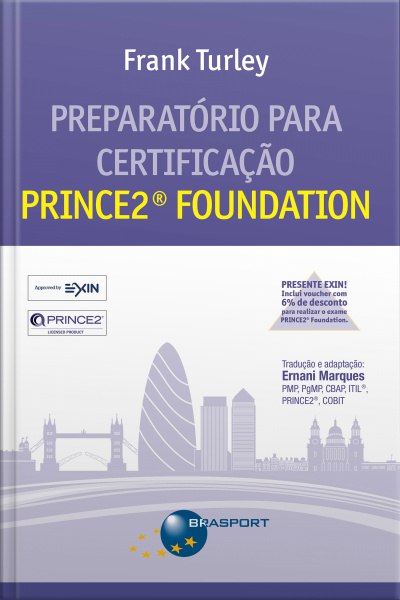 Frank Turley
PREPARATÓRIO PARA
CERTIFICAÇÃO
PRINCE2® FOUNDATION
Approved by EXIN
PRINCE2®
LICENSED PRODUCT
PRESENTE EXIN!
Inclui voucher com
6% de desconto
para realizar o exame
PRINCE2® Foundation.
Tradução e adaptação:
Ernani Marques
PMP, PgMP, CBAP, ITIL®,
PRINCE2®, COBIT
BRASPORT